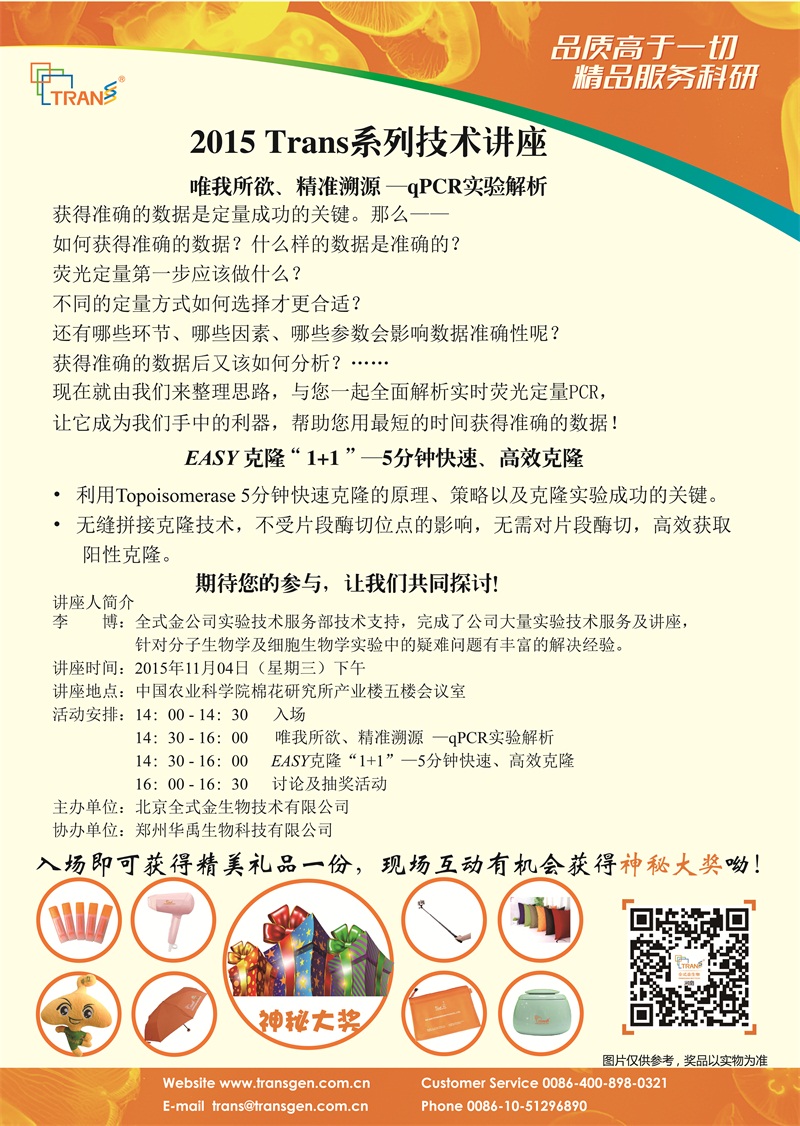 品质高于一切
精品服务科研
TRANS®
2015 Trans系列技术讲座
唯我所欲、精准溯源 —qPCR实验解析
获得准确的数据是定量成功的关键。那么——
如何获得准确的数据？什么样的数据是准确的？
荧光定量第一步应该做什么？
不同的定量方式如何选择才更合适？
还有哪些环节、哪些因素、哪些参数会影响数据准确性呢？
获得准确的数据后又该如何分析？……
现在就由我们来整理思路，与您一起全面解析实时荧光定量PCR，
让它成为我们手中的利器，帮助您用最短的时间获得准确的数据！
EASY 克隆“ 1+1 ”—5分钟快速、高效克隆
• 利用Topoisomerase 5分钟快速克隆的原理、策略以及克隆实验成功的关键。
• 无缝拼接克隆技术，不受片段酶切位点的影响，无需对片段酶切，高效获取
阳性克隆。
期待您的参与，让我们共同探讨!
讲座人简介
李　　博：全式金公司实验技术服务部技术支持，完成了公司大量实验技术服务及讲座，
针对分子生物学及细胞生物学实验中的疑难问题有丰富的解决经验。
讲座时间：2015年11月04日（星期三）下午
讲座地点：中国农业科学院棉花研究所产业楼五楼会议室
活动安排：14：00 - 14：30 入场
14：30 - 16：00 唯我所欲、精准溯源 —qPCR实验解析
14：30 - 16：00 EASY克隆“1+1”—5分钟快速、高效克隆
16：00 - 16：30 讨论及抽奖活动
主办单位：北京全式金生物技术有限公司
协办单位：郑州华禹生物科技有限公司
入场即可获得精美礼品一份，现场互动有机会获得神秘大奖呦！
神秘大奖
TRANS
图片仅供参考，奖品以实物为准
Website www.transgen.com.cn
Customer Service 0086-400-898-0321
E-mail trans@transgen.com.cn
Phone 0086-10-51296890